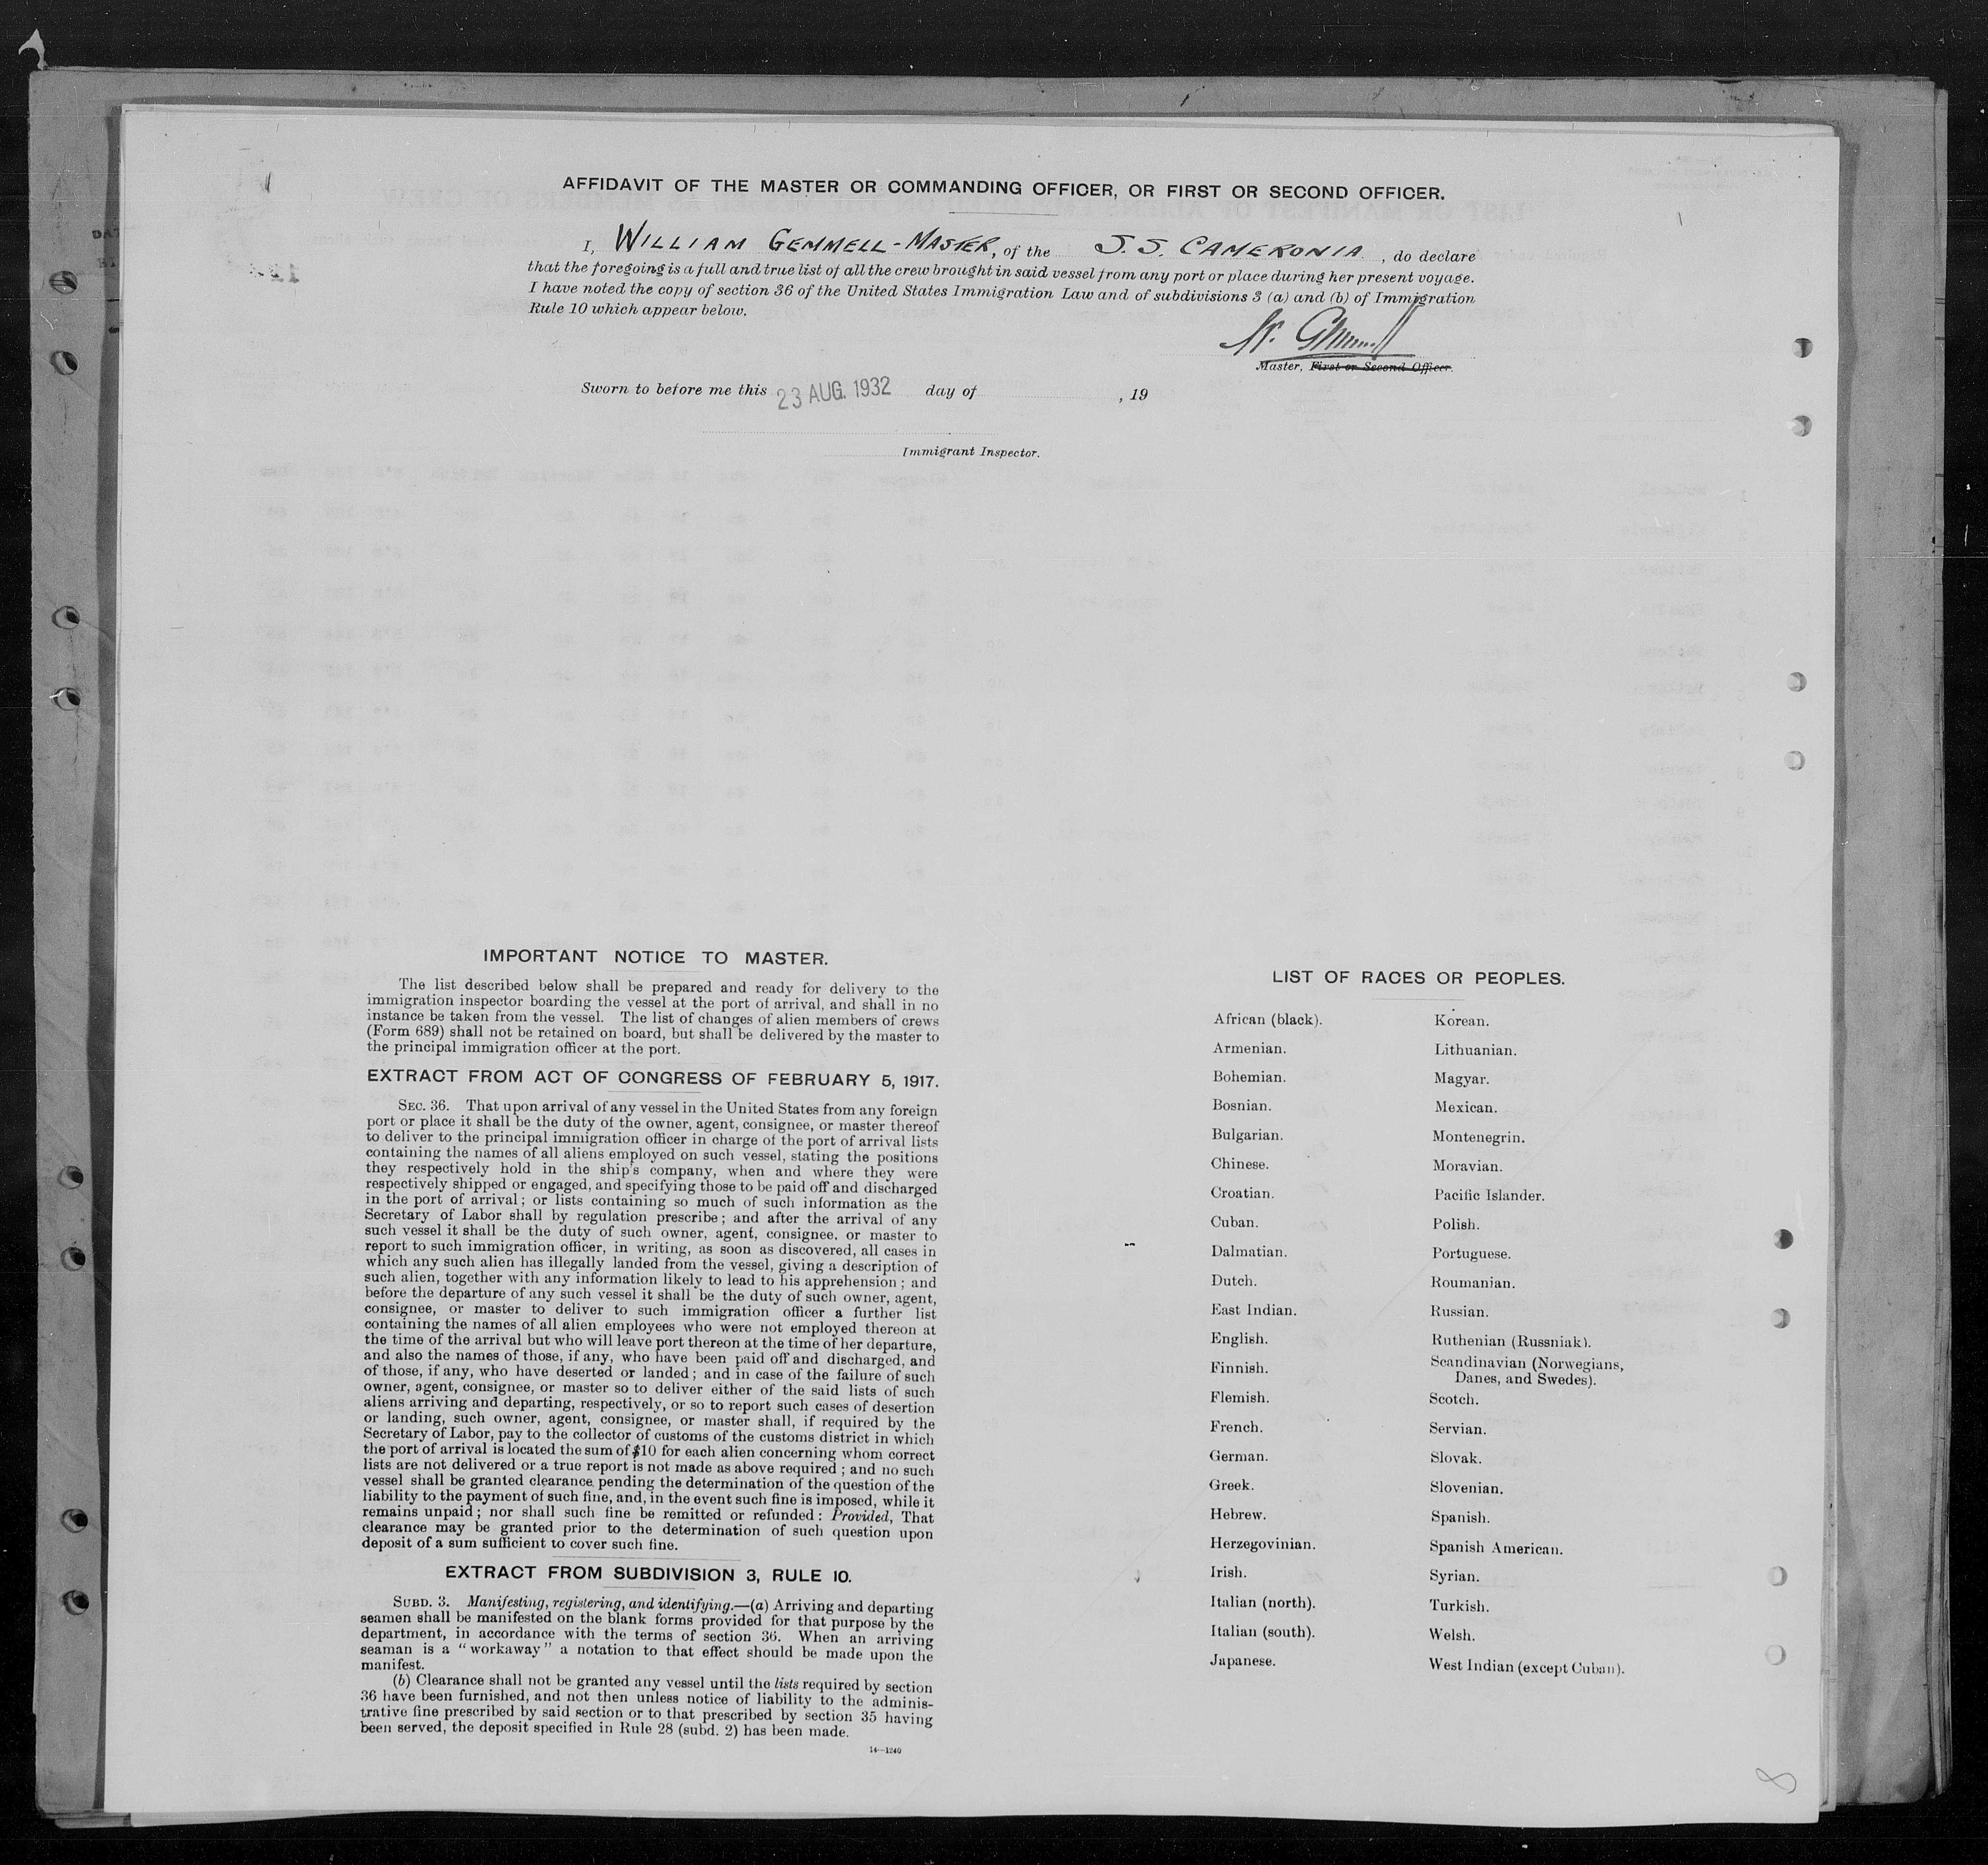 AFFIDAVIT OF THE MASTER OR COMMANDING OFFICER, OR FIRST OR SECOND OFFICER.
I, WILLIAM GEMMELL - MASTER, of the S.S. CAMERONIA, do declare
that the foregoing is a full and true list of all the crew brought in said vessel from any port or place during her present voyage.
I have noted the copy of section 36 of the United States Immigration Law and of subdivisions 3 (a) and (b) of Immigration
Rule 10 which appear below.
W. Gemmell
Master, First or Second Officer.
Sworn to before me this 23 AUG. 1932 day of , 19
Immigrant Inspector.
IMPORTANT NOTICE TO MASTER.
The list described below shall be prepared and ready for delivery to the
immigration inspector boarding the vessel at the port of arrival, and shall in no
instance be taken from the vessel. The list of changes of alien members of crews
(Form 689) shall not be retained on board, but shall be delivered by the master to
the principal immigration officer at the port.
EXTRACT FROM ACT OF CONGRESS OF FEBRUARY 5, 1917.
SEC. 36. That upon arrival of any vessel in the United States from any foreign
port or place it shall be the duty of the owner, agent, consignee, or master thereof
to deliver to the principal immigration officer in charge of the port of arrival lists
containing the names of all aliens employed on such vessel, stating the positions
they respectively hold in the ship's company, when and where they were
respectively shipped or engaged, and specifying those to be paid off and discharged
in the port of arrival; or lists containing so much of such information as the
Secretary of Labor shall by regulation prescribe; and after the arrival of any
such vessel it shall be the duty of such owner, agent, consignee, or master to
report to such immigration officer, in writing, as soon as discovered, all cases in
which any such alien has illegally landed from the vessel, giving a description of
such alien, together with any information likely to lead to his apprehension; and
before the departure of any such vessel it shall be the duty of such owner, agent,
consignee, or master to deliver to such immigration officer a further list
containing the names of all alien employees who were not employed thereon at
the time of the arrival but who will leave port thereon at the time of her departure,
and also the names of those, if any, who have been paid off and discharged, and
of those, if any, who have deserted or landed; and in case of the failure of such
owner, agent, consignee, or master so to deliver either of the said lists of such
aliens arriving and departing, respectively, or so to report such cases of desertion
or landing, such owner, agent, consignee, or master shall, if required by the
Secretary of Labor, pay to the collector of customs of the customs district in which
the port of arrival is located the sum of $10 for each alien concerning whom correct
lists are not delivered or a true report is not made as above required; and no such
vessel shall be granted clearance pending the determination of the question of the
liability to the payment of such fine, and, in the event such fine is imposed, while it
remains unpaid; nor shall such fine be remitted or refunded: Provided, That
clearance may be granted prior to the determination of such question upon
deposit of a sum sufficient to cover such fine.
EXTRACT FROM SUBDIVISION 3, RULE 10.
SUBD. 3. Manifesting, registering, and identifying.—(a) Arriving and departing
seamen shall be manifested on the blank forms provided for that purpose by the
department, in accordance with the terms of section 36. When an arriving
seaman is a "workaway" a notation to that effect should be made upon the
manifest.
(b) Clearance shall not be granted any vessel until the lists required by section
36 have been furnished, and not then unless notice of liability to the adminis-
trative fine prescribed by said section or to that prescribed by section 35 having
been served, the deposit specified in Rule 28 (subd. 2) has been made.
14—1240
LIST OF RACES OR PEOPLES.
African (black).
Armenian.
Bohemian.
Bosnian.
Bulgarian.
Chinese.
Croatian.
Cuban.
Dalmatian.
Dutch.
East Indian.
English.
Finnish.
Flemish.
French.
German.
Greek.
Hebrew.
Herzegovinian.
Irish.
Italian (north).
Italian (south).
Japanese.
Korean.
Lithuanian.
Magyar.
Mexican.
Montenegrin.
Moravian.
Pacific Islander.
Polish.
Portuguese.
Roumanian.
Russian.
Ruthenian (Russniak).
Scandinavian (Norwegians,
Danes, and Swedes).
Scotch.
Servian.
Slovak.
Slovenian.
Spanish.
Spanish American.
Syrian.
Turkish.
Welsh.
West Indian (except Cuban).
8